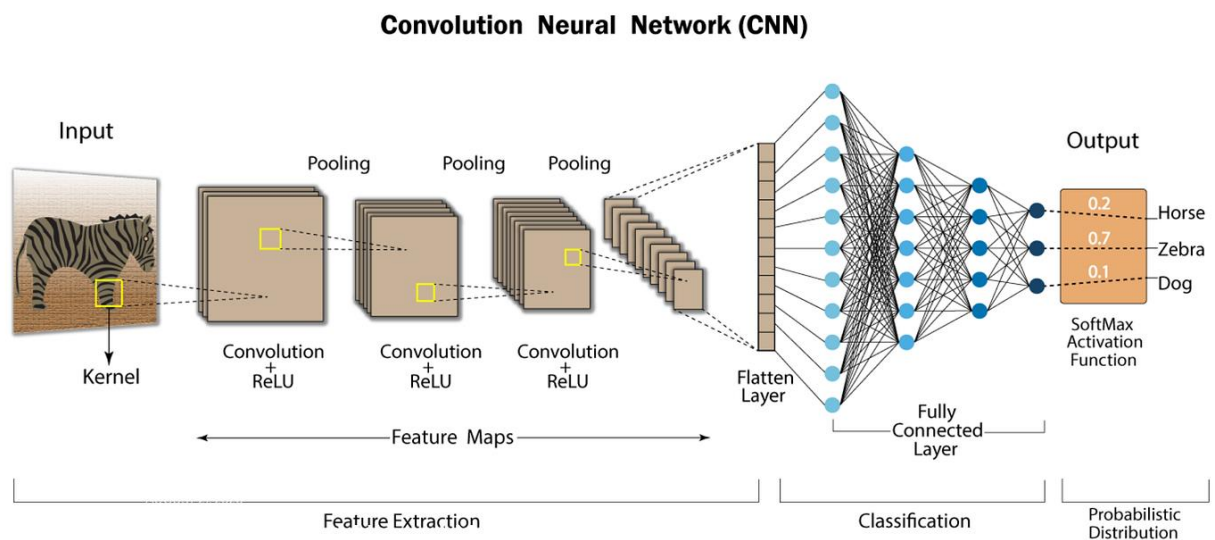 Convolution Neural Network (CNN)
Input
Pooling
Pooling
Pooling
Output
0.2
Horse
0.7
Zebra
0.1
Dog
Kernel
Convolution
+
ReLU
Convolution
+
ReLU
Convolution
+
ReLU
Flatten
Layer
SoftMax
Activation
Function
Fully
Connected
Layer
Feature Maps
Feature Extraction
Classification
Probabilistic
Distribution